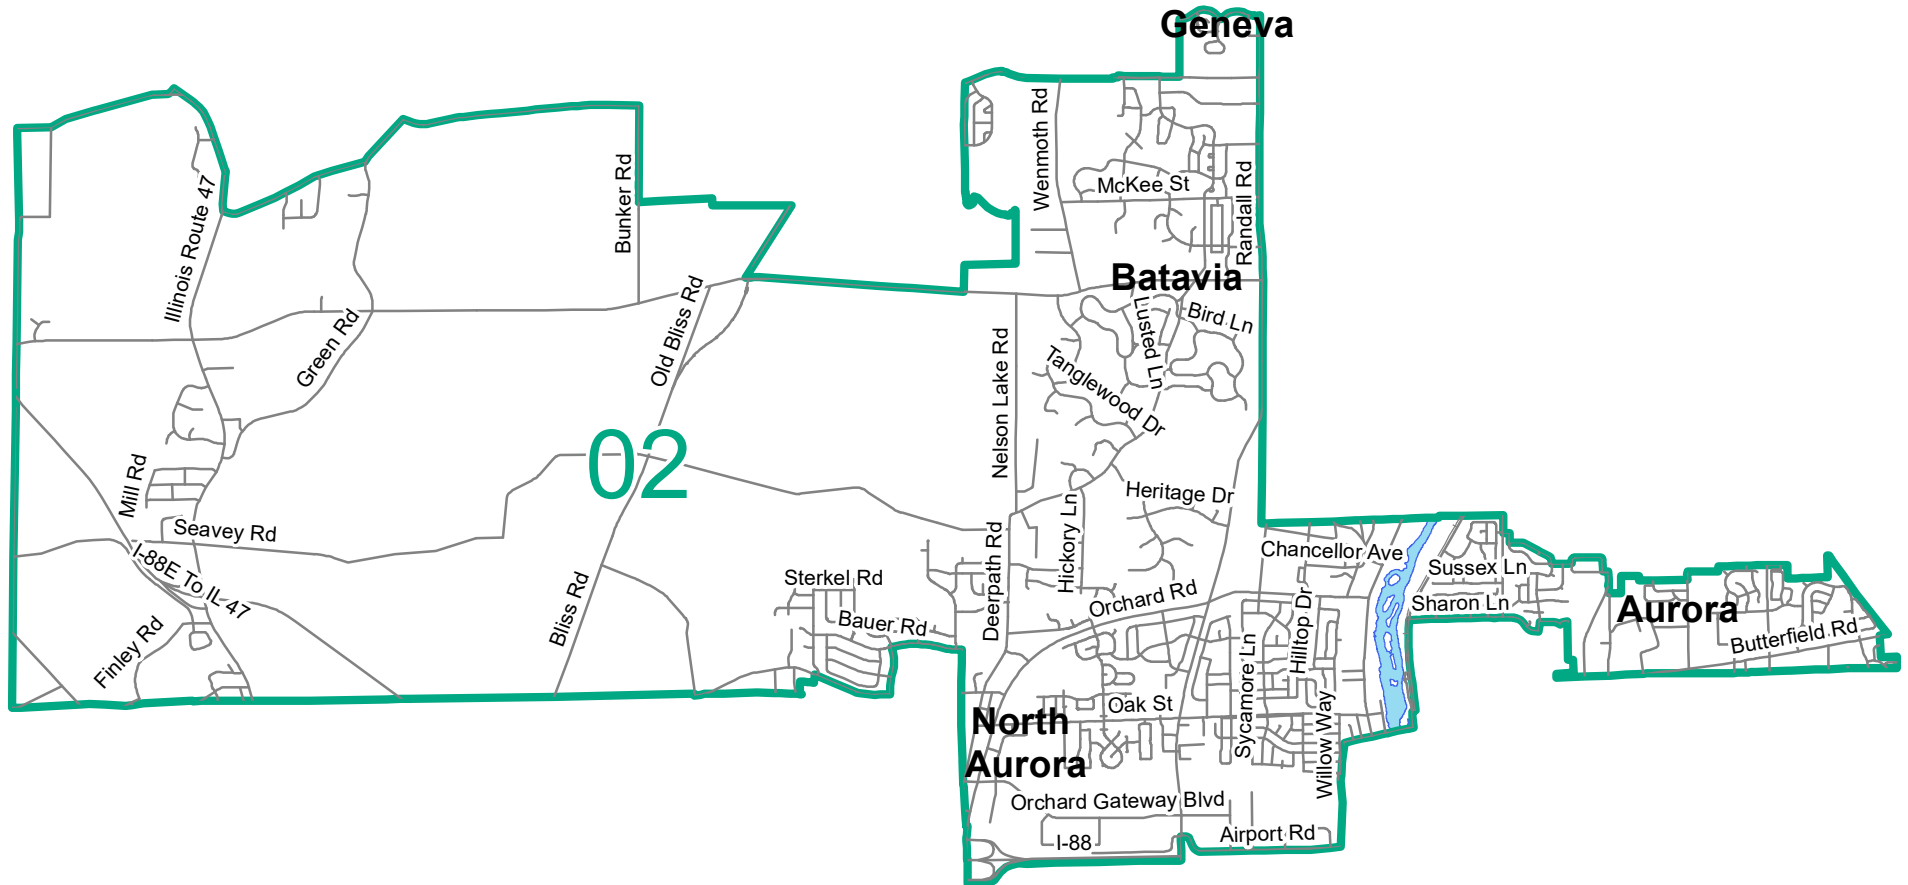 Geneva
Wenmoth Rd
McKee St
Randall Rd
Bunker Rd
Illinois Route 47
Batavia
Old Bliss Rd
Green Rd
Lusted Ln
Bird Ln
Nelson Lake Rd
Tanglewood Dr
02
Mill Rd
Heritage Dr
Seavey Rd
Hickory Ln
Deerpath Rd
Chancellor Ave
I-88E To IL 47
Sterkel Rd
Sussex Ln
Orchard Rd
Bliss Rd
Hilltop Dr
Sharon Ln
Aurora
Bauer Rd
Finley Rd
Butterfield Rd
Sycamore Ln
Oak St
North
Aurora
Willow Way
Orchard Gateway Blvd
I-88
Airport Rd